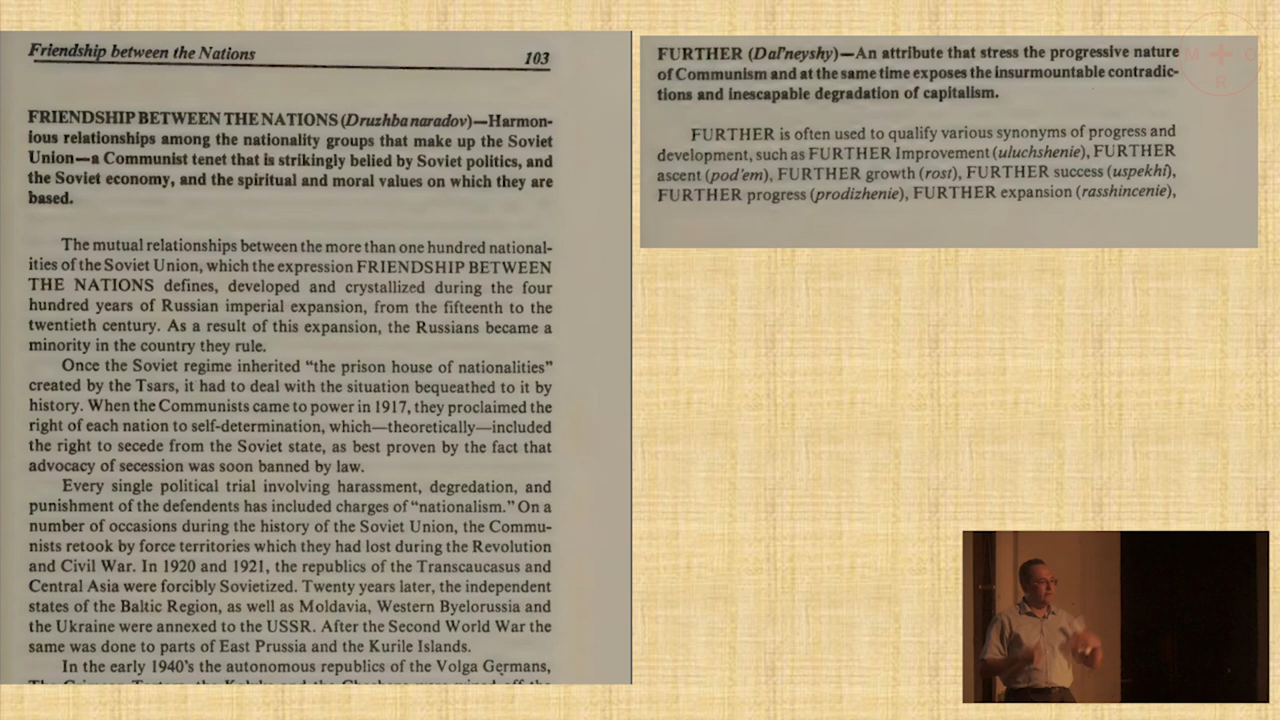 Friendship between the Nations 103
FRIENDSHIP BETWEEN THE NATIONS (Druzhba narodov)—Harmon-
ious relationships among the nationality groups that make up the Soviet
Union—a Communist tenet that is strikingly belied by Soviet politics, and
the Soviet economy, and the spiritual and moral values on which they are
based.
The mutual relationships between the more than one hundred national-
ities of the Soviet Union, which the expression FRIENDSHIP BETWEEN
THE NATIONS defines, developed and crystallized during the four
hundred years of Russian imperial expansion, from the fifteenth to the
twentieth century. As a result of this expansion, the Russians became a
minority in the country they rule.
Once the Soviet regime inherited “the prison house of nationalities”
created by the Tsars, it had to deal with the situation bequeathed to it by
history. When the Communists came to power in 1917, they proclaimed the
right of each nation to self-determination, which—theoretically—included
the right to secede from the Soviet state, as best proven by the fact that
advocacy of secession was soon banned by law.
Every single political trial involving harassment, degredation, and
punishment of the defendents has included charges of “nationalism.” On a
number of occasions during the history of the Soviet Union, the Commu-
nists retook by force territories which they had lost during the Revolution
and Civil War. In 1920 and 1921, the republics of the Transcaucasus and
Central Asia were forcibly Sovietized. Twenty years later, the independent
states of the Baltic Region, as well as Moldavia, Western Byelorussia and
the Ukraine were annexed to the USSR. After the Second World War the
same was done to parts of East Prussia and the Kurile Islands.
In the early 1940's the autonomous republics of the Volga Germans,
FURTHER (Dal'neyshy)—An attribute that stress the progressive nature
of Communism and at the same time exposes the insurmountable contradic-
tions and inescapable degradation of capitalism.
FURTHER is often used to qualify various synonyms of progress and
development, such as FURTHER Improvement (uluchshenie), FURTHER
ascent (pod'em), FURTHER growth (rost), FURTHER success (uspekhi),
FURTHER progress (prodizhenie), FURTHER expansion (rasshincenie),
M O
R